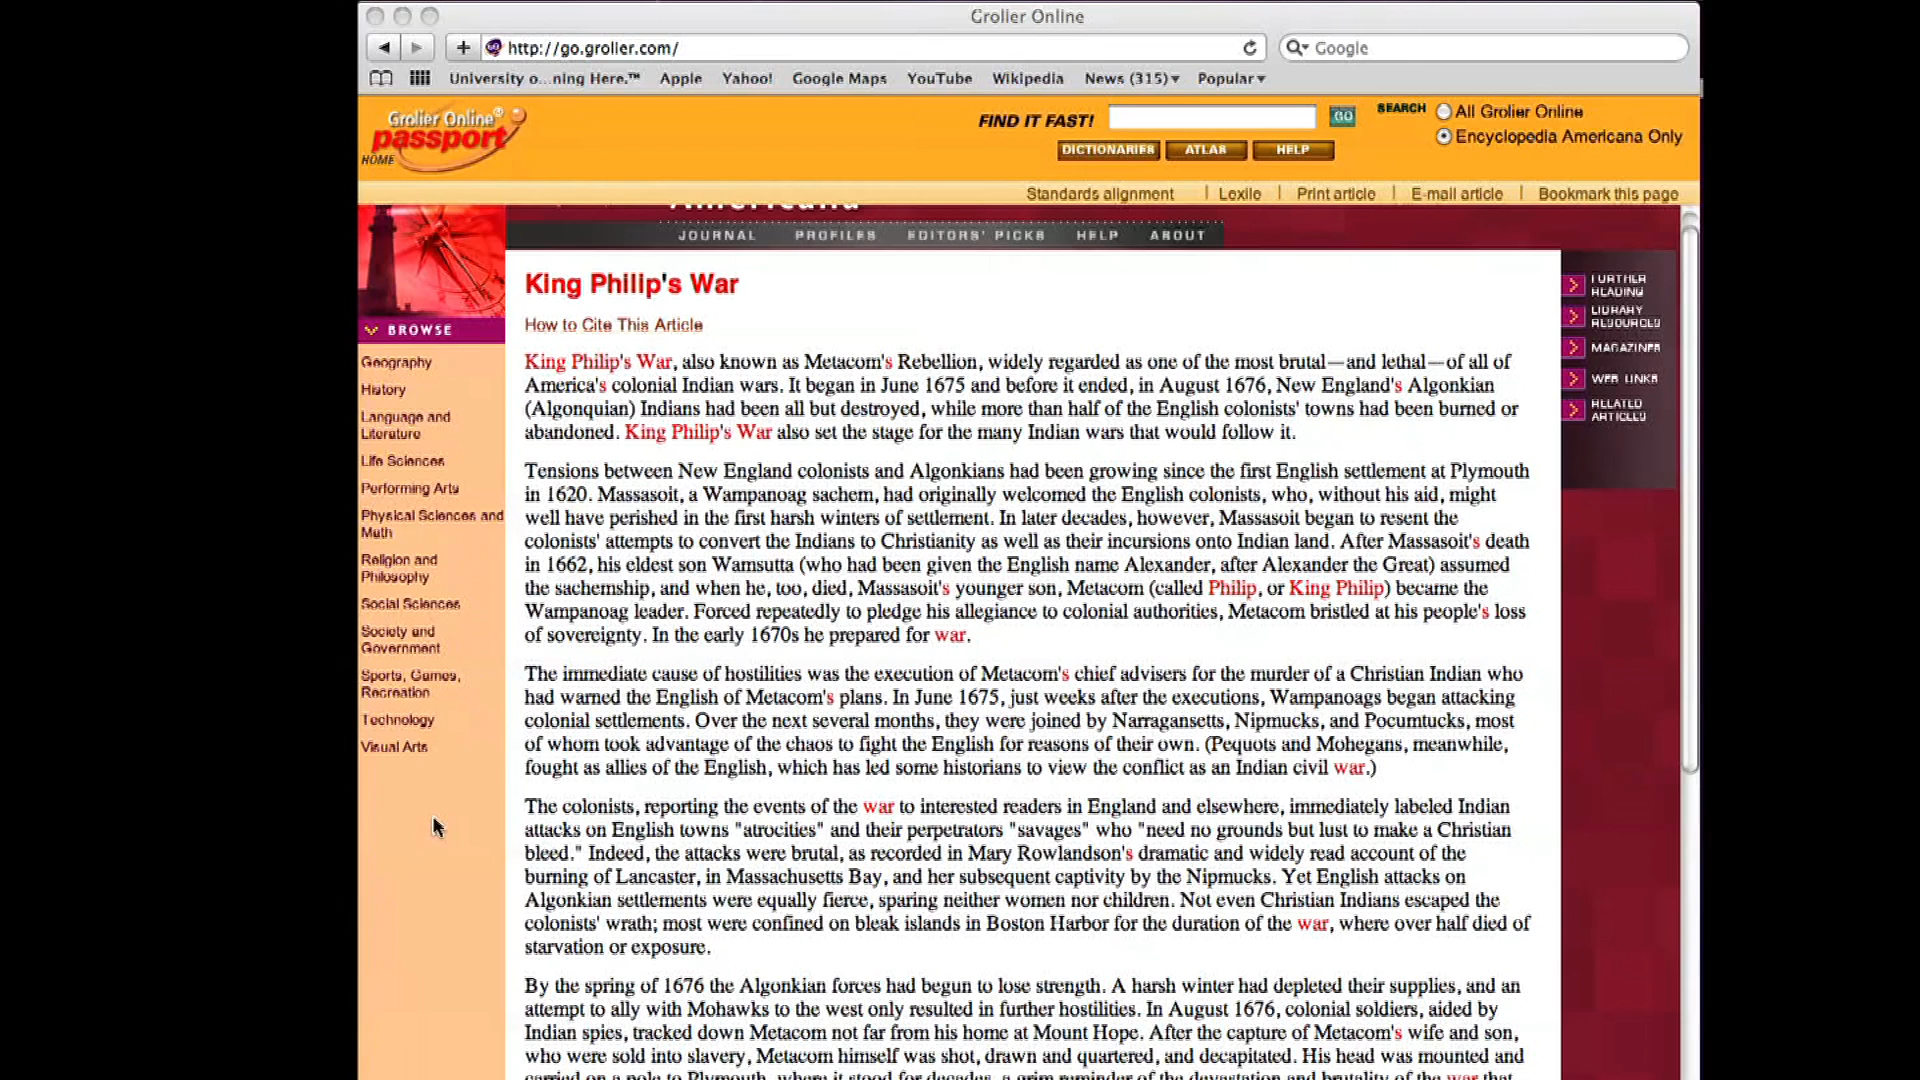 Grolier Online
http://go.grolier.com/
Google
University o...ning Here.™ Apple Yahoo! Google Maps YouTube Wikipedia News (315)▾ Popular▾
Grolier Online®
passport
HOME
FIND IT FAST!
GO
SEARCH
All Grolier Online
Encyclopedia Americana Only
DICTIONARIES ATLAS HELP
Standards alignment | Lexile | Print article | E-mail article | Bookmark this page
JOURNAL PROFILES EDITORS' PICKS HELP ABOUT
BROWSE
Geography
History
Language and
Literature
Life Sciences
Performing Arts
Physical Sciences and
Math
Religion and
Philosophy
Social Sciences
Society and
Government
Sports, Games,
Recreation
Technology
Visual Arts
King Philip's War
How to Cite This Article
King Philip's War, also known as Metacom's Rebellion, widely regarded as one of the most brutal—and lethal—of all of
America's colonial Indian wars. It began in June 1675 and before it ended, in August 1676, New England's Algonkian
(Algonquian) Indians had been all but destroyed, while more than half of the English colonists' towns had been burned or
abandoned. King Philip's War also set the stage for the many Indian wars that would follow it.
Tensions between New England colonists and Algonkians had been growing since the first English settlement at Plymouth
in 1620. Massasoit, a Wampanoag sachem, had originally welcomed the English colonists, who, without his aid, might
well have perished in the first harsh winters of settlement. In later decades, however, Massasoit began to resent the
colonists' attempts to convert the Indians to Christianity as well as their incursions onto Indian land. After Massasoit's death
in 1662, his eldest son Wamsutta (who had been given the English name Alexander, after Alexander the Great) assumed
the sachemship, and when he, too, died, Massasoit's younger son, Metacom (called Philip, or King Philip) became the
Wampanoag leader. Forced repeatedly to pledge his allegiance to colonial authorities, Metacom bristled at his people's loss
of sovereignty. In the early 1670s he prepared for war.
The immediate cause of hostilities was the execution of Metacom's chief advisers for the murder of a Christian Indian who
had warned the English of Metacom's plans. In June 1675, just weeks after the executions, Wampanoags began attacking
colonial settlements. Over the next several months, they were joined by Narragansetts, Nipmucks, and Pocumtucks, most
of whom took advantage of the chaos to fight the English for reasons of their own. (Pequots and Mohegans, meanwhile,
fought as allies of the English, which has led some historians to view the conflict as an Indian civil war.)
The colonists, reporting the events of the war to interested readers in England and elsewhere, immediately labeled Indian
attacks on English towns "atrocities" and their perpetrators "savages" who "need no grounds but lust to make a Christian
bleed." Indeed, the attacks were brutal, as recorded in Mary Rowlandson's dramatic and widely read account of the
burning of Lancaster, in Massachusetts Bay, and her subsequent captivity by the Nipmucks. Yet English attacks on
Algonkian settlements were equally fierce, sparing neither women nor children. Not even Christian Indians escaped the
colonists' wrath; most were confined on bleak islands in Boston Harbor for the duration of the war, where over half died of
starvation or exposure.
By the spring of 1676 the Algonkian forces had begun to lose strength. A harsh winter had depleted their supplies, and an
attempt to ally with Mohawks to the west only resulted in further hostilities. In August 1676, colonial soldiers, aided by
Indian spies, tracked down Metacom not far from his home at Mount Hope. After the capture of Metacom's wife and son,
who were sold into slavery, Metacom himself was shot, drawn and quartered, and decapitated. His head was mounted and
carried on a pole to Plymouth, where it stood for decades, a grim reminder of the devastation and brutality of the war that
FURTHER
READING
LIBRARY
RESOURCES
MAGAZINES
WEB LINKS
RELATED
ARTICLES